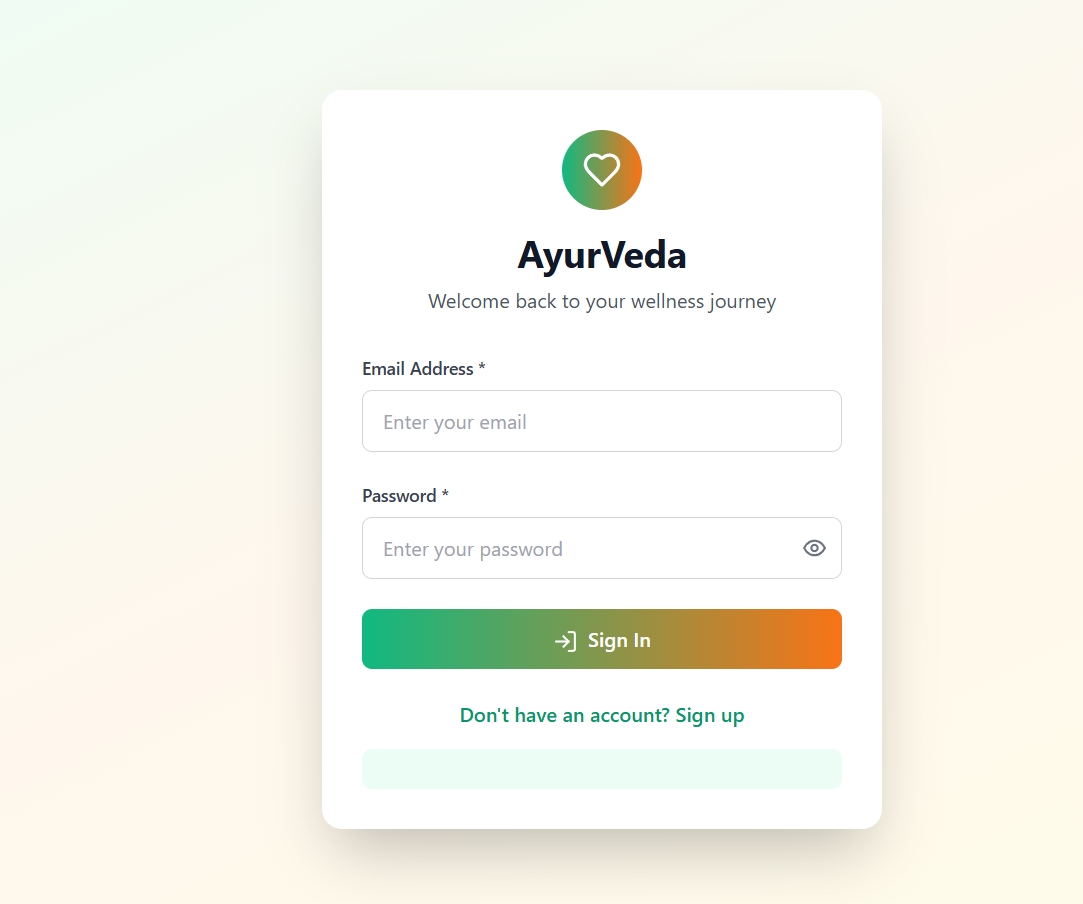 AyurVeda
Welcome back to your wellness journey
Email Address *
Enter your email
Password *
Enter your password
Sign In
Don't have an account? Sign up